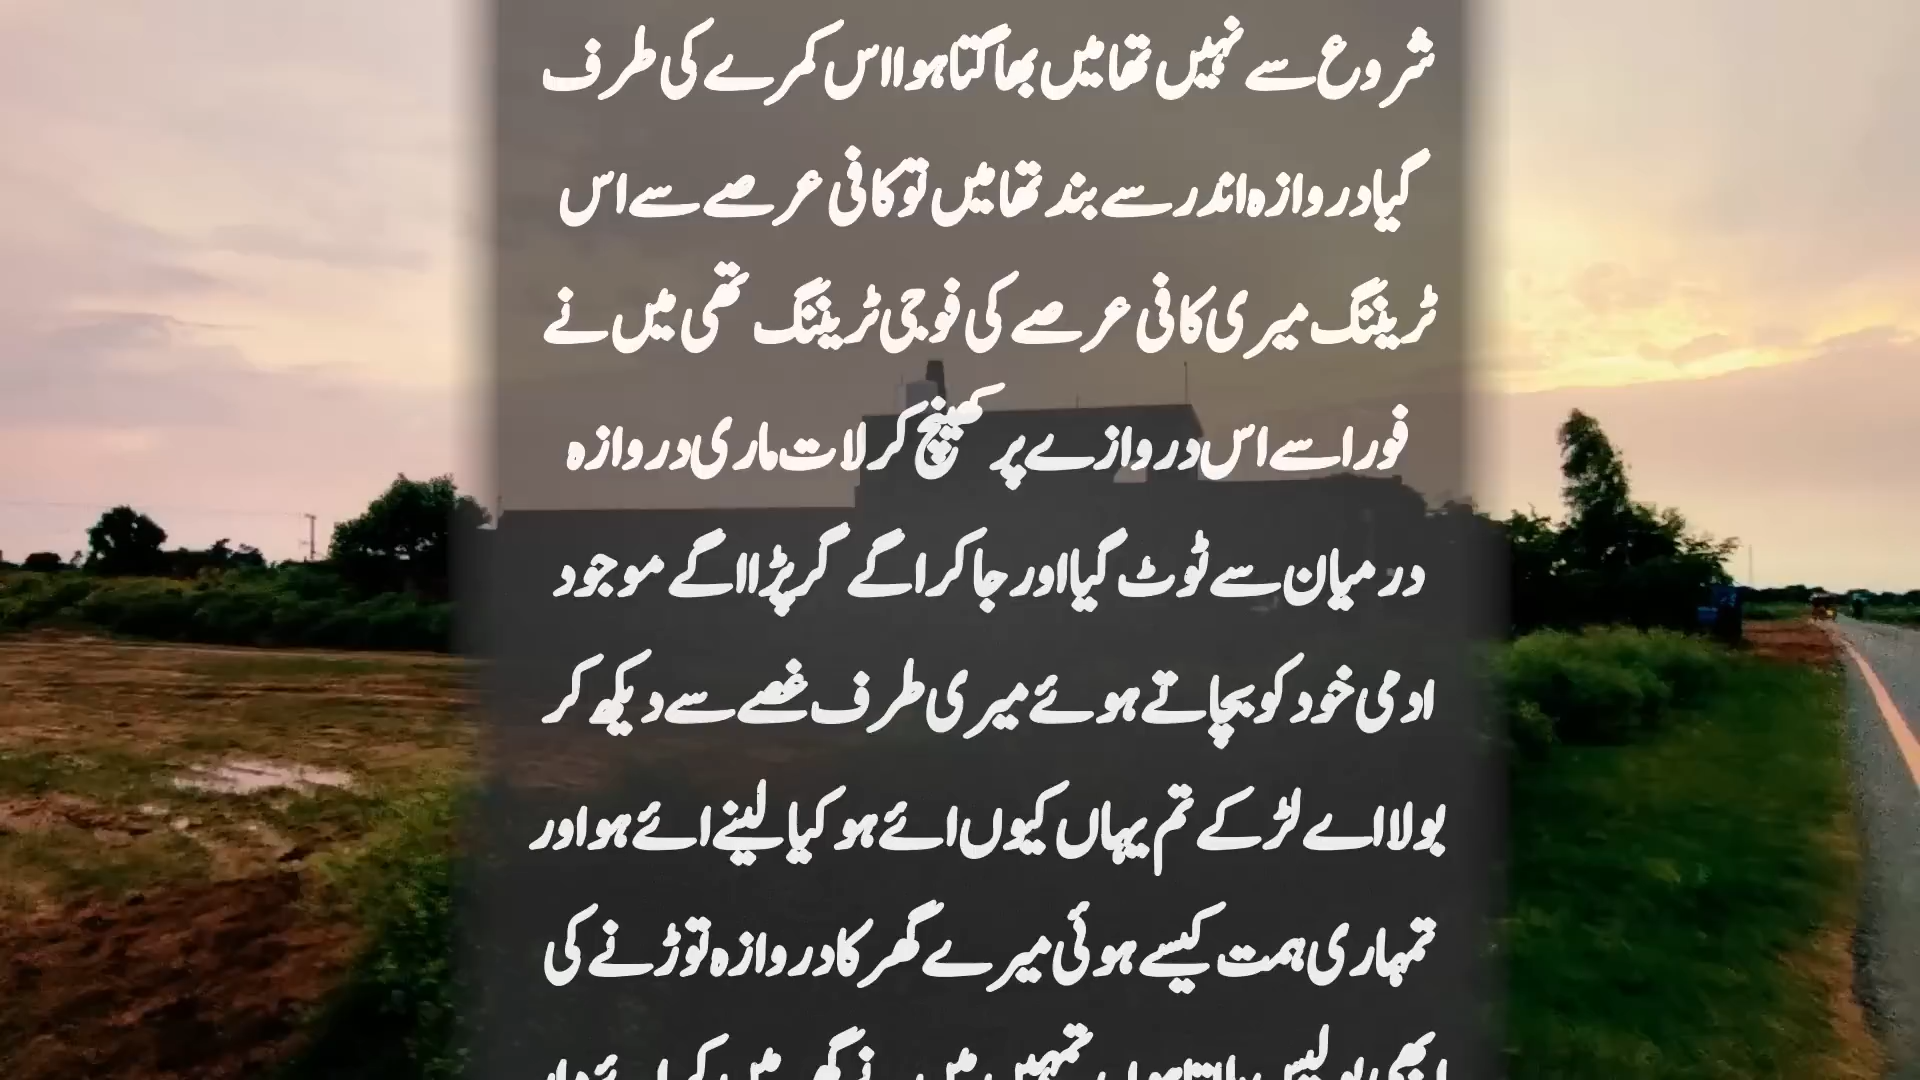 شروع سے نہیں تھا میں بھاگتا ہوا اس کمرے کی طرف
گیا دروازہ اندر سے بند تھا میں تو کافی عرصے سے اس
ٹریننگ میری کافی عرصے کی فوجی ٹریننگ تھی میں نے
فورا سے اس دروازے پر کھینچ کر لات ماری دروازہ
درمیان سے ٹوٹ گیا اور جا کر اگے گر پڑا اگے موجود
ادمی خود کو بچاتے ہوئے میری طرف غصے سے دیکھ کر
بولا اے لڑکے تم یہاں کیوں ائے ہو کیا لینے ائے ہو اور
تمہاری ہمت کیسے ہوئی میرے گھر کا دروازہ توڑنے کی
ابھی پولیس تمہیں میں